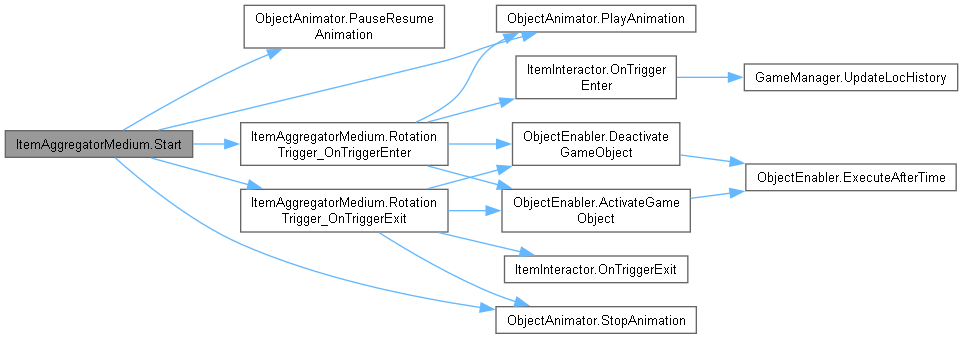 ObjectAnimator.PauseResume
Animation
ObjectAnimator.PlayAnimation
ItemInteractor.OnTrigger
Enter
GameManager.UpdateLocHistory
ItemAggregatorMedium.Start
ItemAggregatorMedium.Rotation
Trigger_OnTriggerEnter
ObjectEnabler.Deactivate
GameObject
ObjectEnabler.ExecuteAfterTime
ItemAggregatorMedium.Rotation
Trigger_OnTriggerExit
ObjectEnabler.ActivateGame
Object
ItemInteractor.OnTriggerExit
ObjectAnimator.StopAnimation